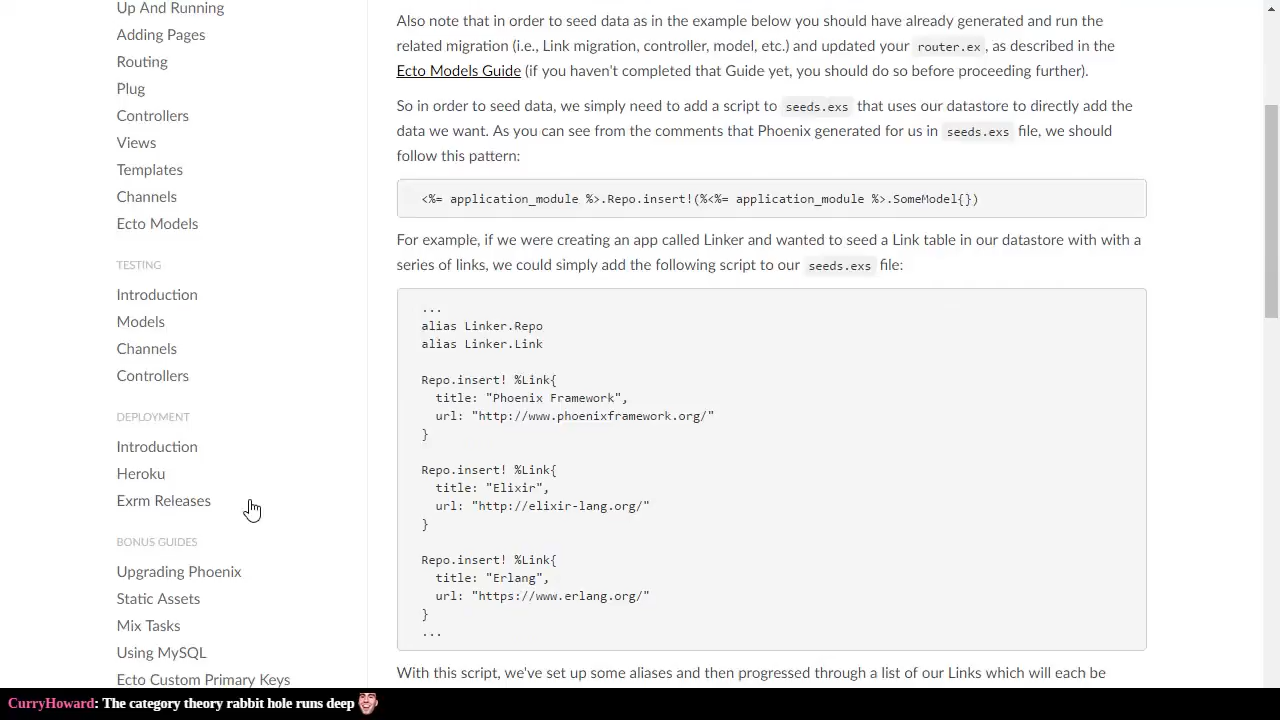 Up And Running
Adding Pages
Routing
Plug
Controllers
Views
Templates
Channels
Ecto Models
TESTING
Introduction
Models
Channels
Controllers
DEPLOYMENT
Introduction
Heroku
Exrm Releases
BONUS GUIDES
Upgrading Phoenix
Static Assets
Mix Tasks
Using MySQL
Ecto Custom Primary Keys
Also note that in order to seed data as in the example below you should have already generated and run the
related migration (i.e., Link migration, controller, model, etc.) and updated your router.ex, as described in the
Ecto Models Guide (if you haven't completed that Guide yet, you should do so before proceeding further).
So in order to seed data, we simply need to add a script to seeds.exs that uses our datastore to directly add the
data we want. As you can see from the comments that Phoenix generated for us in seeds.exs file, we should
follow this pattern:
<%= application_module %>.Repo.insert!(%<%= application_module %>.SomeModel{})
For example, if we were creating an app called Linker and wanted to seed a Link table in our datastore with with a
series of links, we could simply add the following script to our seeds.exs file:
...
alias Linker.Repo
alias Linker.Link
Repo.insert! %Link{
title: "Phoenix Framework",
url: "http://www.phoenixframework.org/"
}
Repo.insert! %Link{
title: "Elixir",
url: "http://elixir-lang.org/"
}
Repo.insert! %Link{
title: "Erlang",
url: "https://www.erlang.org/"
}
...
With this script, we've set up some aliases and then progressed through a list of our Links which will each be
CurryHoward: The category theory rabbit hole runs deep